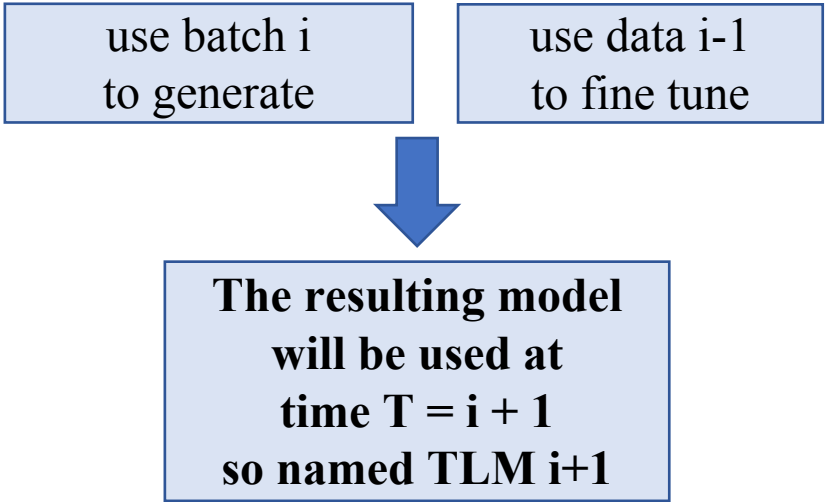 use batch i
to generate
use data i-1
to fine tune
The resulting model
will be used at
time T = i + 1
so named TLM i+1